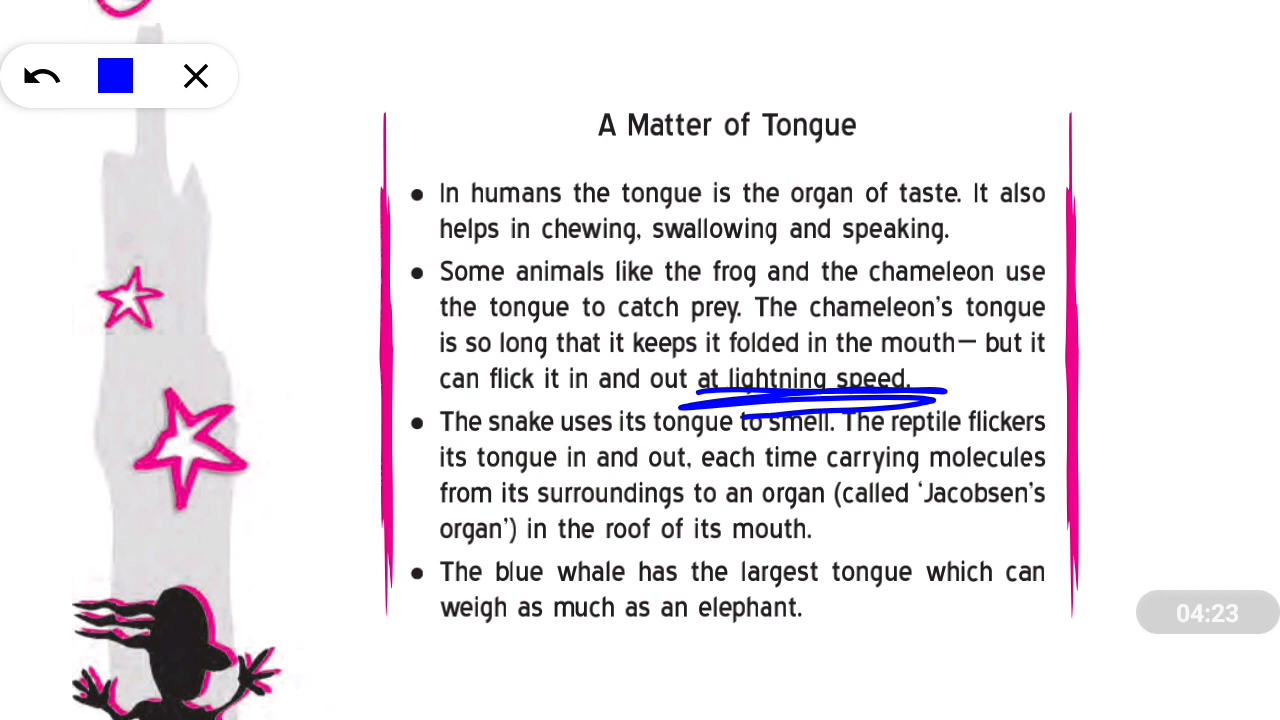 A Matter of Tongue
● In humans the tongue is the organ of taste. It also
helps in chewing, swallowing and speaking.
● Some animals like the frog and the chameleon use
the tongue to catch prey. The chameleon's tongue
is so long that it keeps it folded in the mouth— but it
can flick it in and out at lightning speed.
● The snake uses its tongue to smell. The reptile flickers
its tongue in and out, each time carrying molecules
from its surroundings to an organ (called ‘Jacobsen's
organ’) in the roof of its mouth.
● The blue whale has the largest tongue which can
weigh as much as an elephant.
04:23